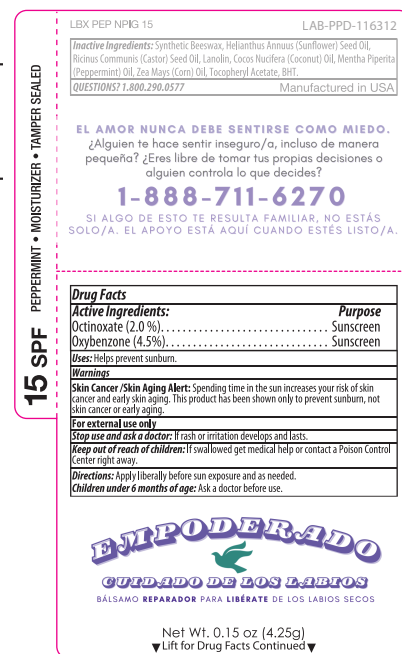 LBX PEP NPIG 15
LAB-PPD-116312
Inactive Ingredients: Synthetic Beeswax, Helianthus Annuus (Sunflower) Seed Oil,
Ricinus Communis (Castor) Seed Oil, Lanolin, Cocos Nucifera (Coconut) Oil, Mentha Piperita
(Peppermint) Oil, Zea Mays (Corn) Oil, Tocopheryl Acetate, BHT.
QUESTIONS? 1.800.290.0577
Manufactured in USA
EL AMOR NUNCA DEBE SENTIRSE COMO MIEDO.
¿Alguien te hace sentir inseguro/a, incluso de manera
pequeña? ¿Eres libre de tomar tus propias decisiones o
alguien controla lo que decides?
1-888-711-6270
SI ALGO DE ESTO TE RESULTA FAMILIAR, NO ESTÁS
SOLO/A. EL APOYO ESTÁ AQUÍ CUANDO ESTÉS LISTO/A.
15 SPF PEPPERMINT • MOISTURIZER • TAMPER SEALED
Drug Facts
Active Ingredients: Purpose
Octinoxate (2.0 %)............................ Sunscreen
Oxybenzone (4.5%)............................ Sunscreen
Uses: Helps prevent sunburn.
Warnings
Skin Cancer /Skin Aging Alert: Spending time in the sun increases your risk of skin
cancer and early skin aging. This product has been shown only to prevent sunburn, not
skin cancer or early aging.
For external use only
Stop use and ask a doctor: If rash or irritation develops and lasts.
Keep out of reach of children: If swallowed get medical help or contact a Poison Control
Center right away.
Directions: Apply liberally before sun exposure and as needed.
Children under 6 months of age: Ask a doctor before use.
EMPODERADO
CUIDADO DE LOS LABIOS
BÁLSAMO REPARADOR PARA LIBÉRATE DE LOS LABIOS SECOS
Net Wt. 0.15 oz (4.25g)
▼Lift for Drug Facts Continued▼